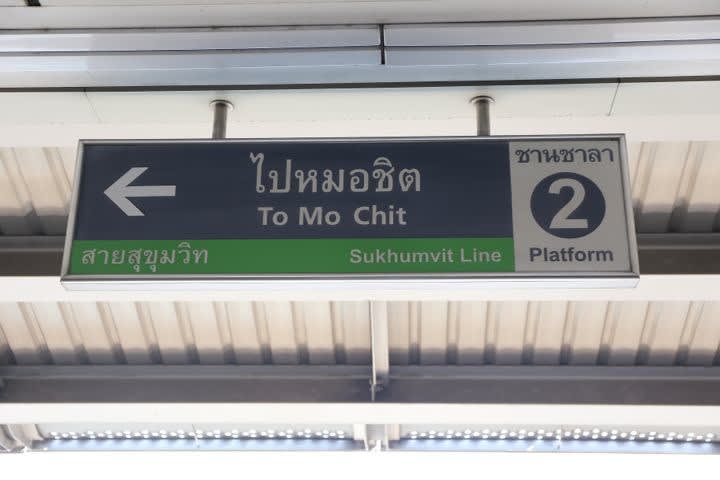 ไปหมอชิต
To Mo Chit
สายสุขุมวิท
Sukhumvit Line
ชานชาลา
2
Platform